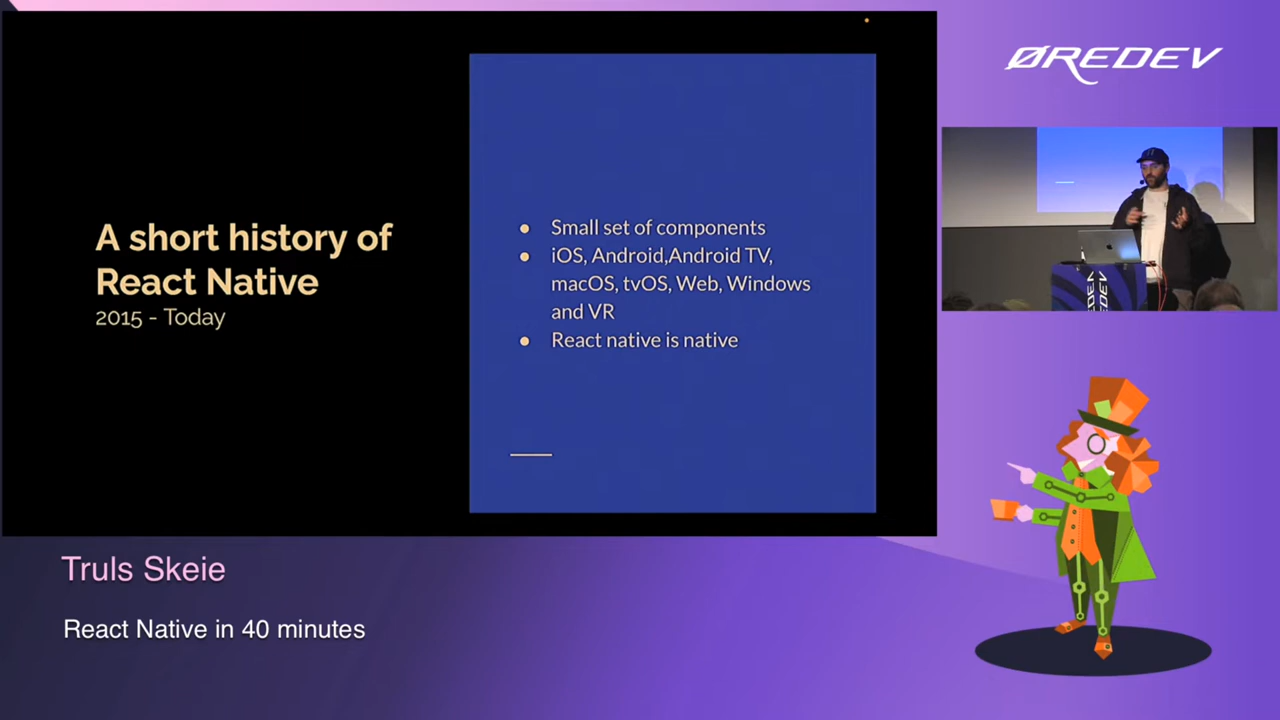 ØREDEV
A short history of
React Native
2015 - Today
● Small set of components
● iOS, Android,Android TV,
macOS, tvOS, Web, Windows
and VR
● React native is native
Truls Skeie
React Native in 40 minutes